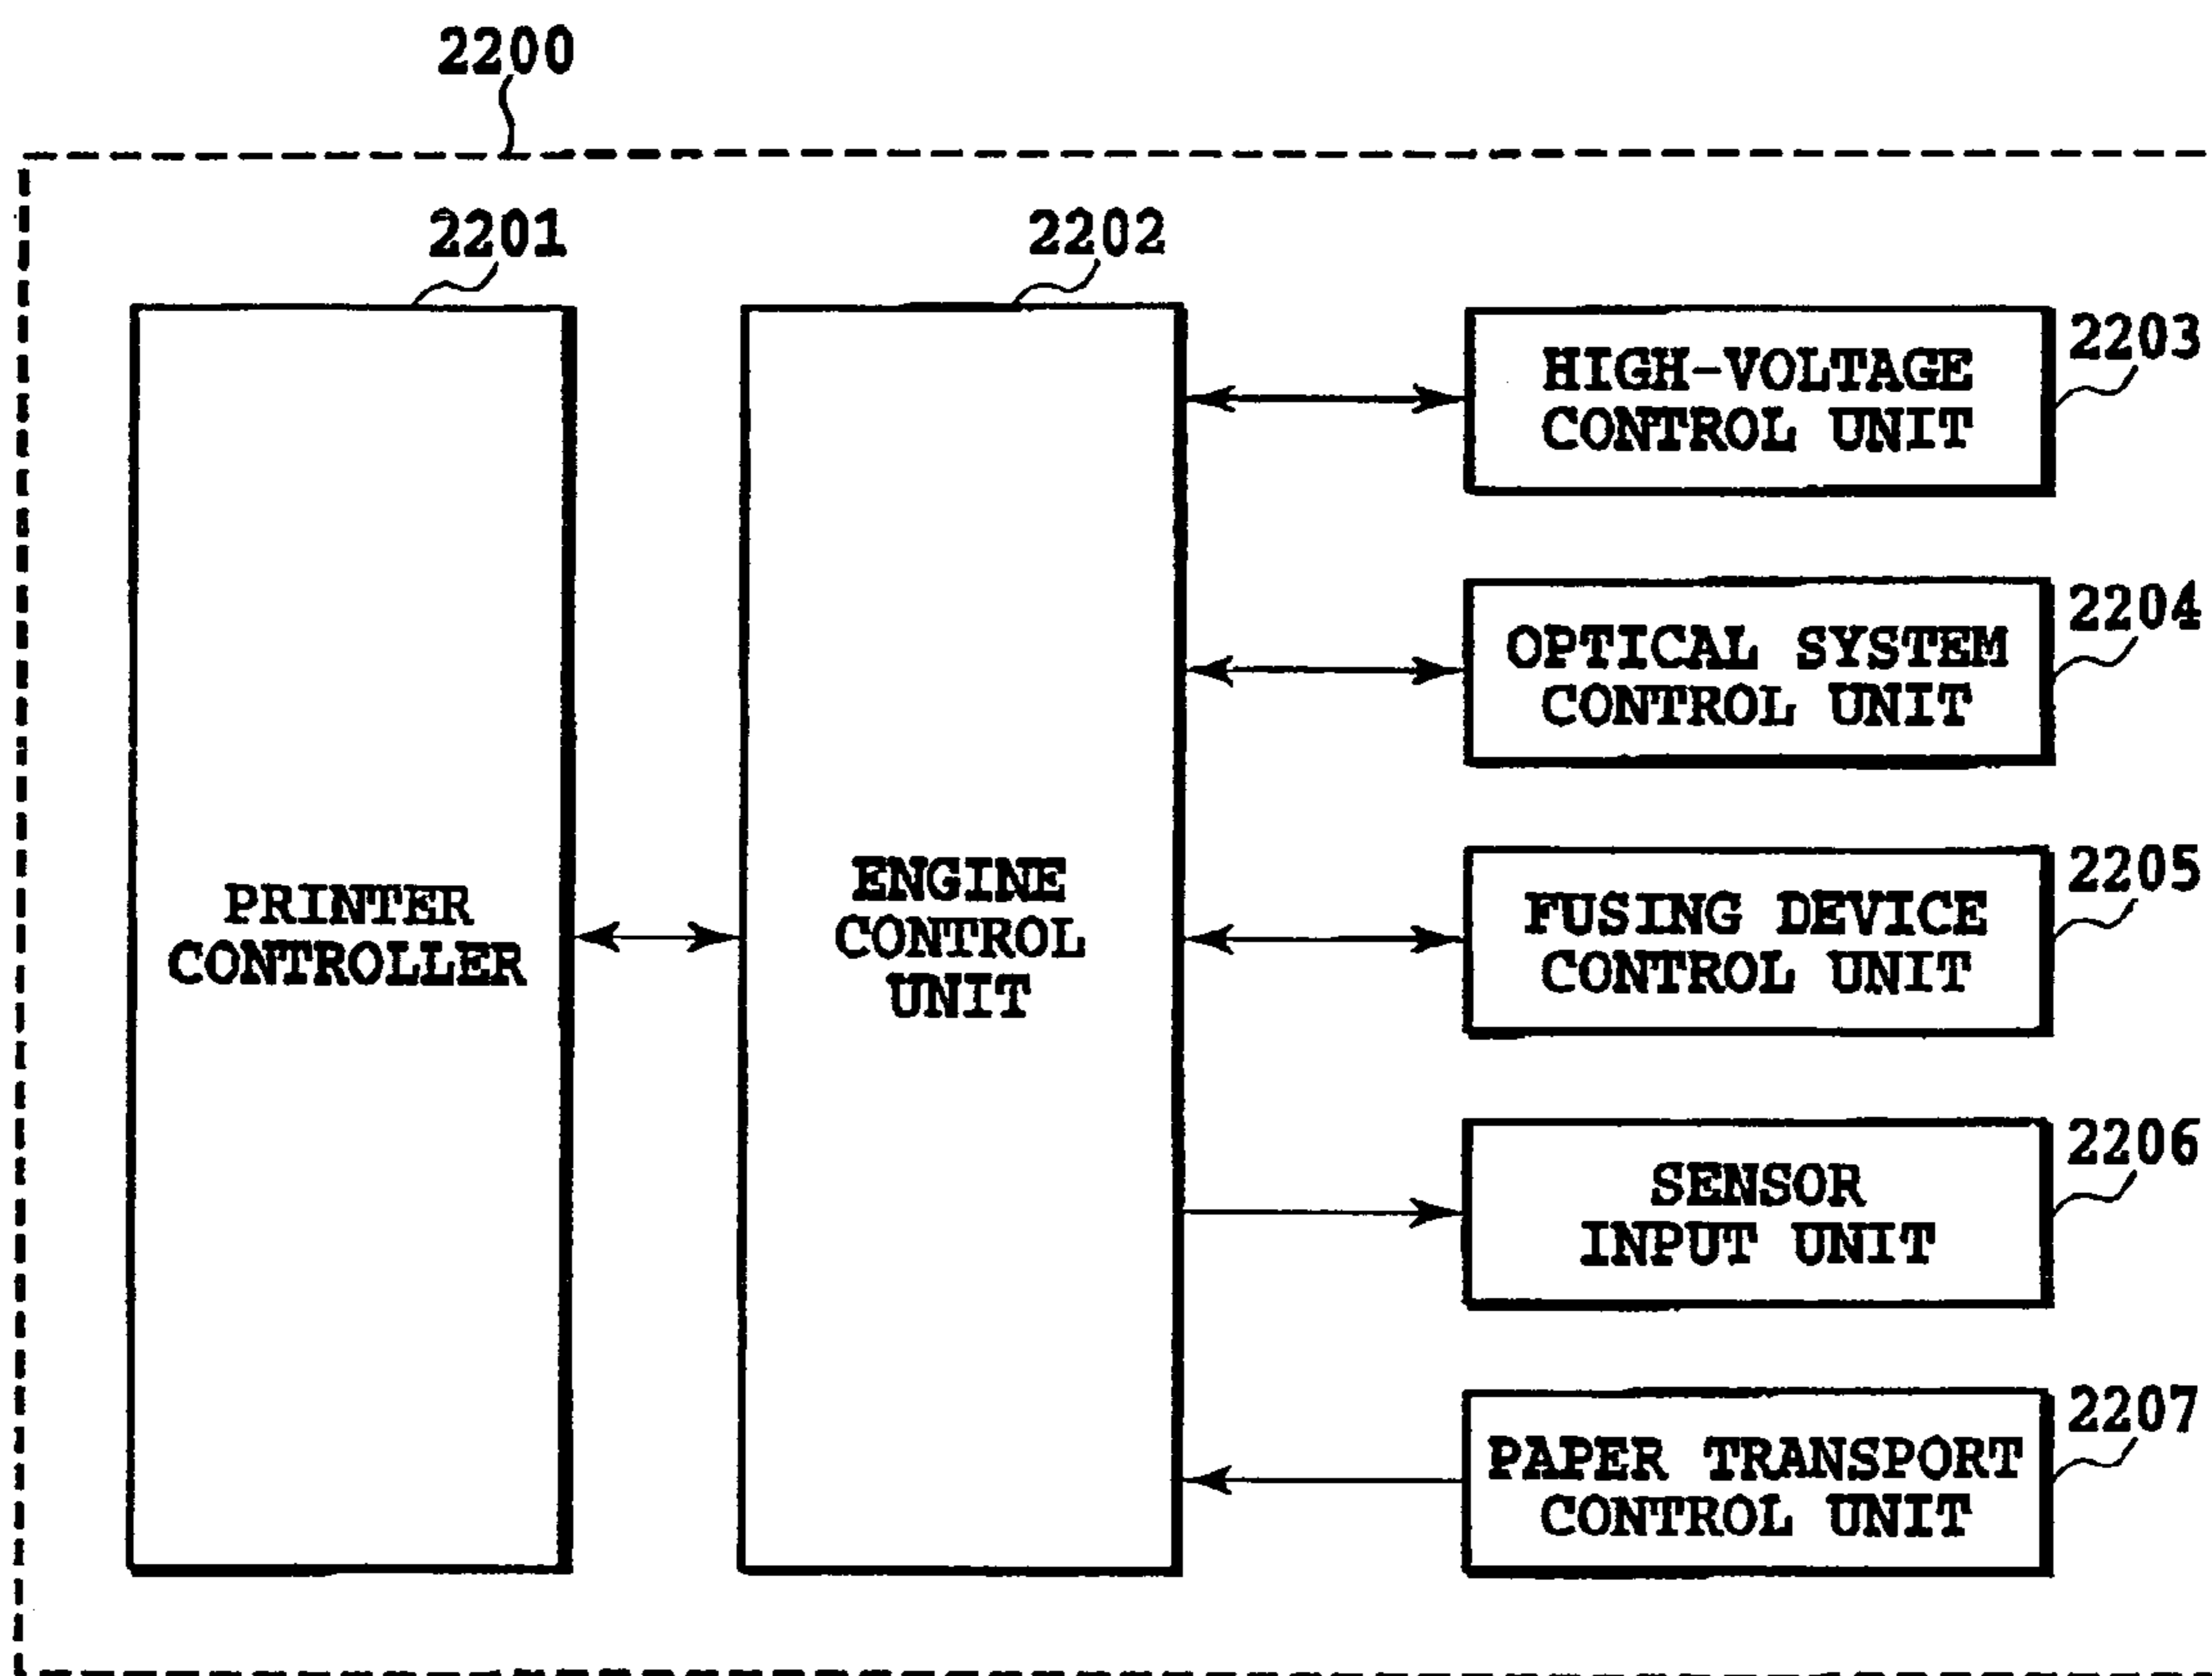 2200
2201
2202
HIGH-VOLTAGE
CONTROL UNIT
2203
OPTICAL SYSTEM
CONTROL UNIT
2204
FUSING DEVICE
CONTROL UNIT
2205
PRINTER
CONTROLLER
ENGINE
CONTROL
UNIT
SENSOR
INPUT UNIT
2206
PAPER TRANSPORT
CONTROL UNIT
2207